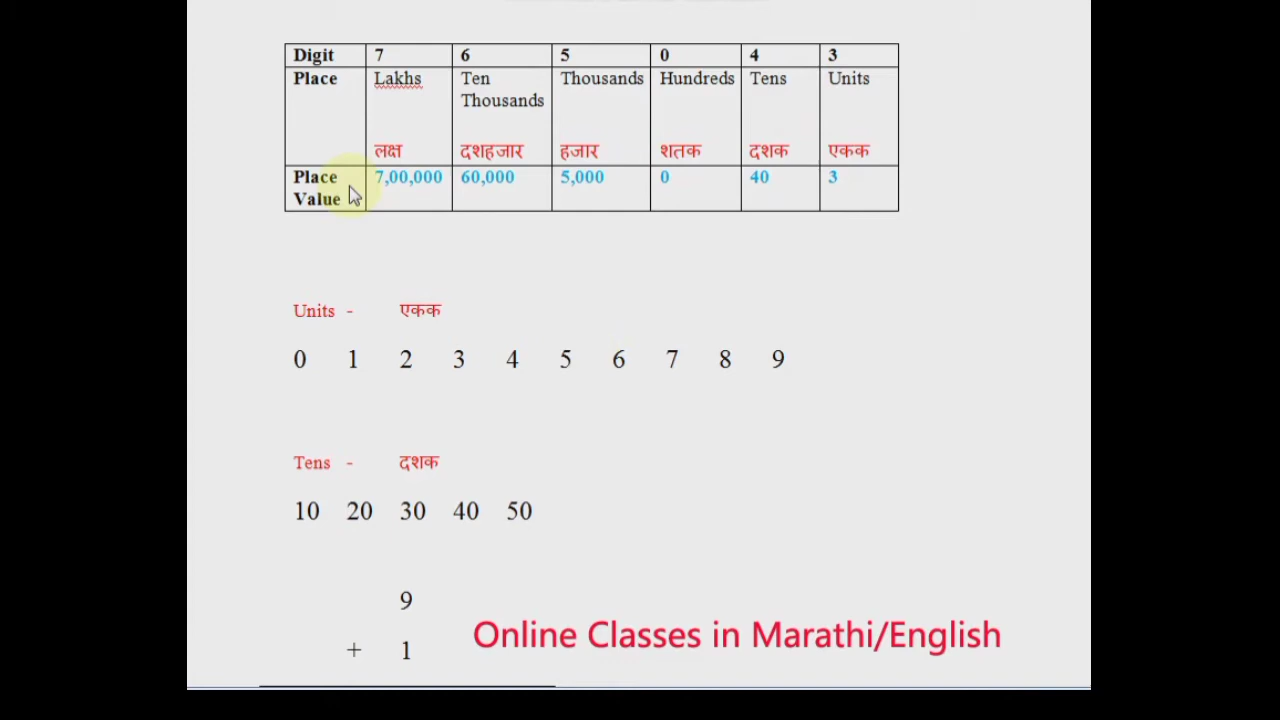 Digit 7 6 5 0 4 3
Place Lakhs Ten Thousands Hundreds Tens Units
Thousands
लक्ष दशहजार हजार शतक दशक एकक
Place 7,00,000 60,000 5,000 0 40 3
Value
Units - एकक
0 1 2 3 4 5 6 7 8 9
Tens - दशक
10 20 30 40 50
9
+ 1
Online Classes in Marathi/English